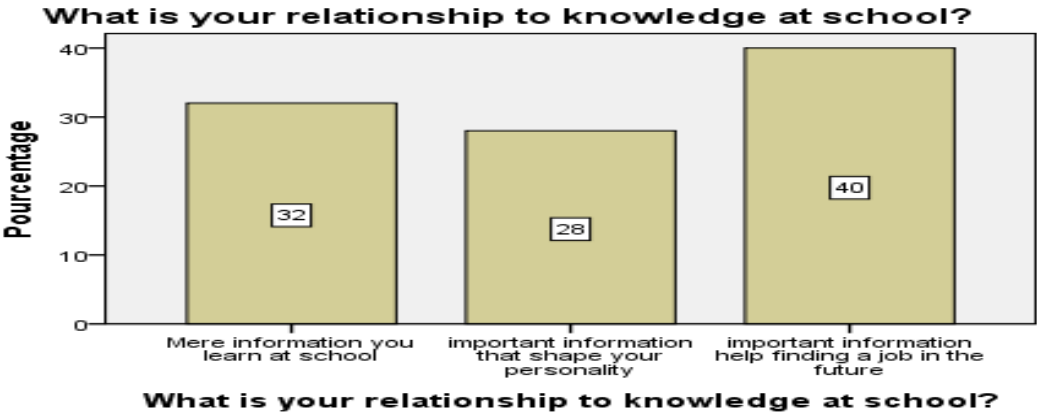 What is your relationship to knowledge at school?
Pourcentage
40
30
20
10
0
32
28
40
Mere information you
learn at school
important information
that shape your
personality
important information
help finding a job in the
future
What is your relationship to knowledge at school?